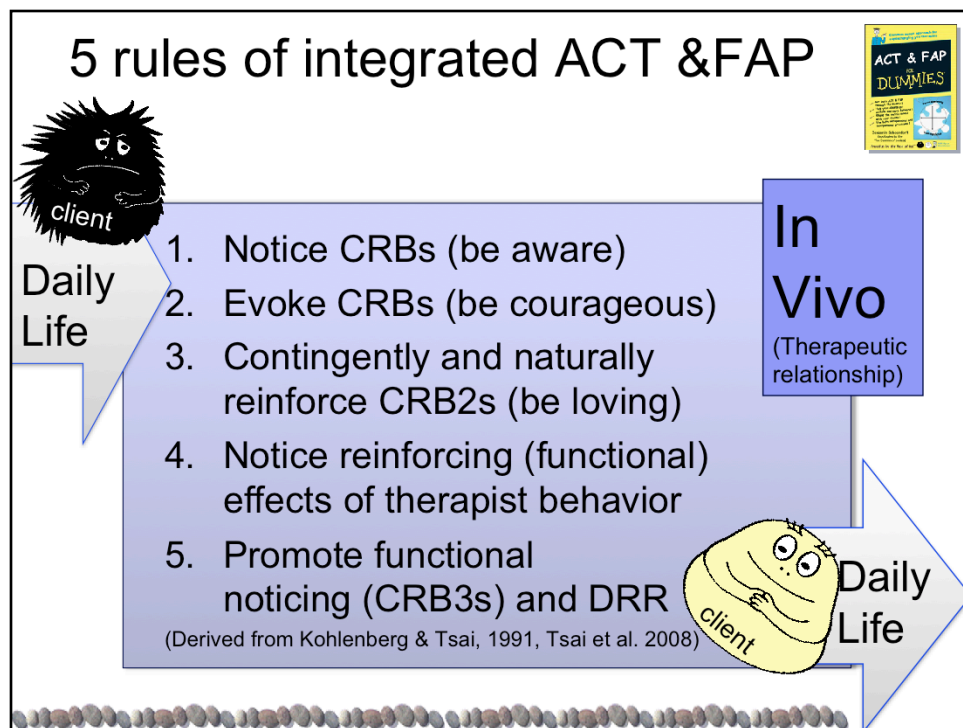 5 rules of integrated ACT &FAP
ACT & FAP
FOR
DUMMIES
client
Daily
Life
1. Notice CRBs (be aware)
2. Evoke CRBs (be courageous)
3. Contingently and naturally
reinforce CRB2s (be loving)
4. Notice reinforcing (functional)
effects of therapist behavior
5. Promote functional
noticing (CRB3s) and DRR
(Derived from Kohlenberg & Tsai, 1991, Tsai et al. 2008)
In
Vivo
(Therapeutic
relationship)
client
Daily
Life